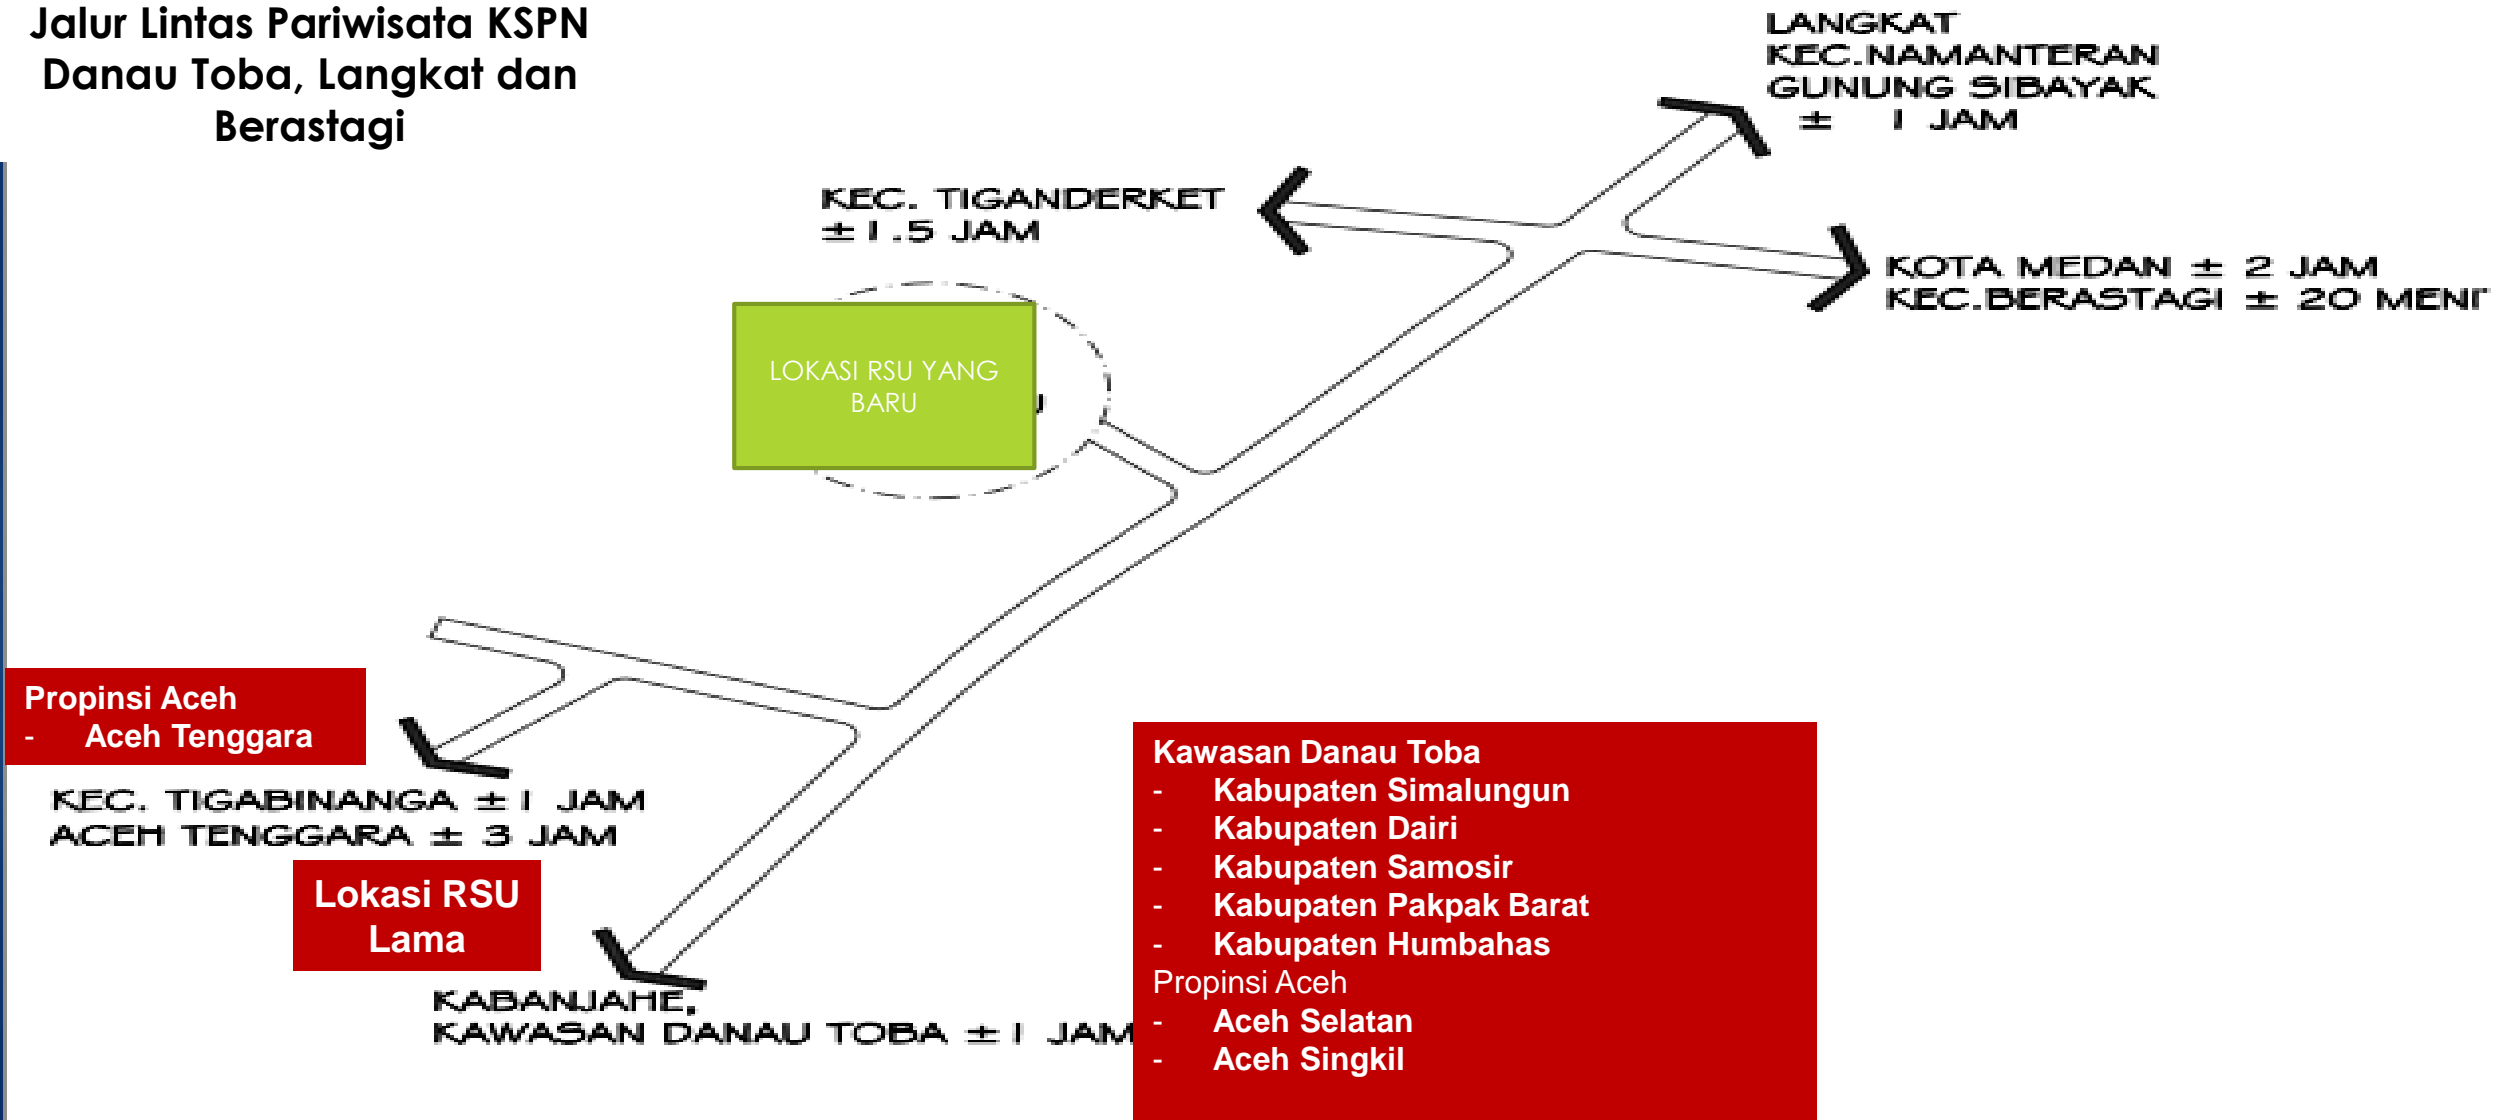 Jalur Lintas Pariwisata KSPN
Danau Toba, Langkat dan
Berastagi
LANGKAT
KEC.NAMANTERAN
GUNUNG SIBAYAK
± 1 JAM
KEC. TIGANDERKET
±1.5 JAM
KOTA MEDAN ± 2 JAM
KEC.BERASTAGI ± 20 MENI
LOKASI RSU YANG
BARU
Propinsi Aceh
- Aceh Tenggara
KEC. TIGABINANGA ±1 JAM
ACEH TENGGARA ± 3 JAM
Lokasi RSU
Lama
KABANJAHE,
KAWASAN DANAU TOBA ±1 JAM
Kawasan Danau Toba
- Kabupaten Simalungun
- Kabupaten Dairi
- Kabupaten Samosir
- Kabupaten Pakpak Barat
- Kabupaten Humbahas
Propinsi Aceh
- Aceh Selatan
- Aceh Singkil